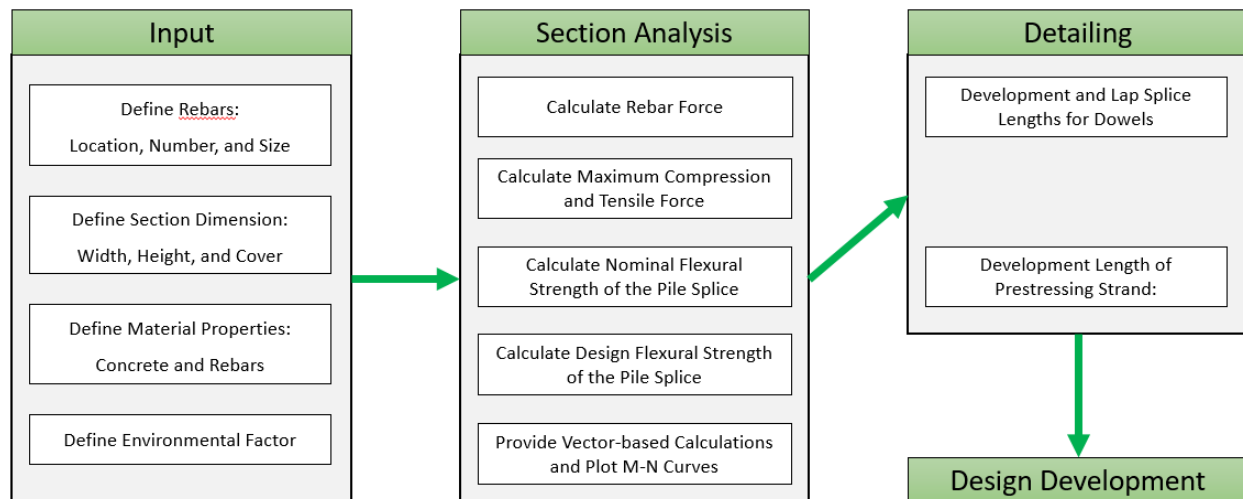 Input
Define Rebars:
Location, Number, and Size
Define Section Dimension:
Width, Height, and Cover
Define Material Properties:
Concrete and Rebars
Define Environmental Factor
Section Analysis
Calculate Rebar Force
Calculate Maximum Compression
and Tensile Force
Calculate Nominal Flexural
Strength of the Pile Splice
Calculate Design Flexural Strength
of the Pile Splice
Provide Vector-based Calculations
and Plot M-N Curves
Detailing
Development and Lap Splice
Lengths for Dowels
Development Length of
Prestressing Strand:
Design Development